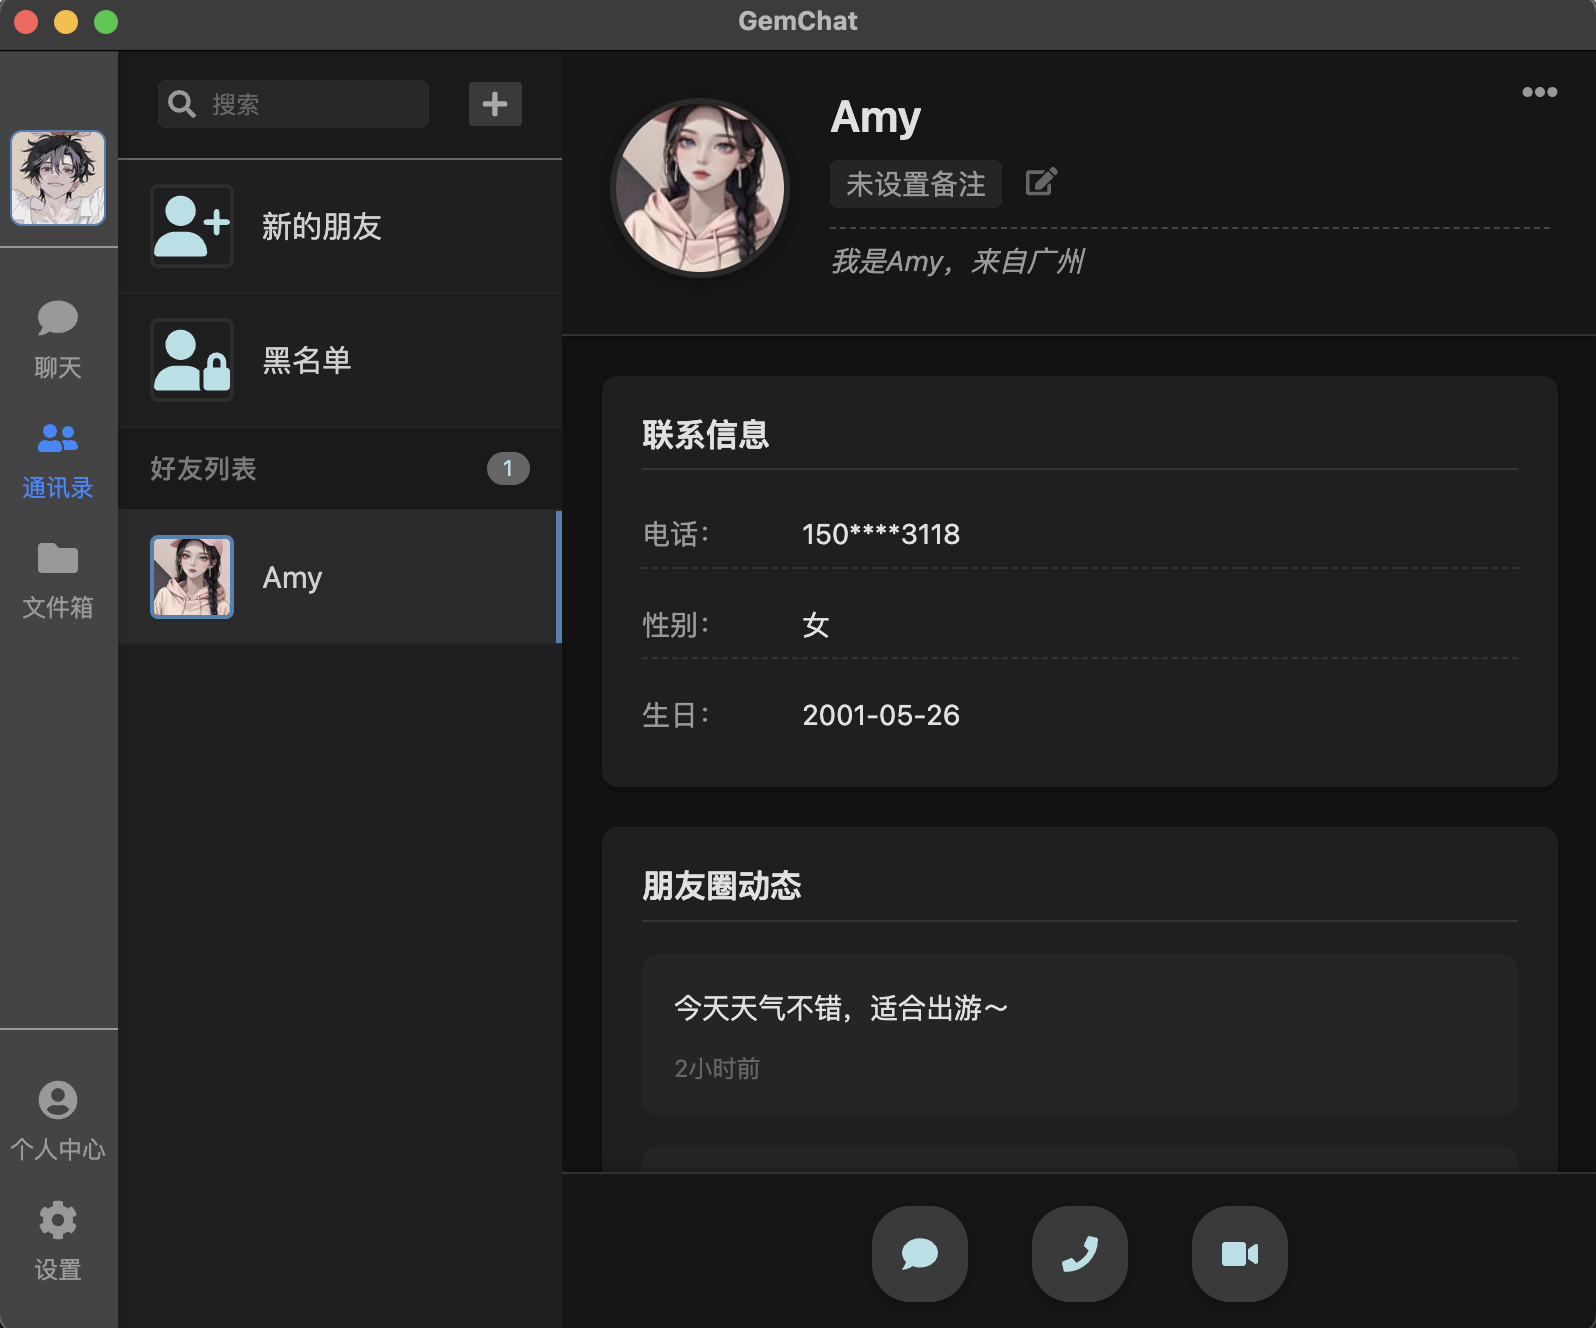 GemChat
搜索
聊天
通讯录
文件箱
个人中心
设置
新的朋友
黑名单
好友列表 1
Amy
Amy
未设置备注
我是Amy，来自广州
联系信息
电话： 150****3118
性别： 女
生日： 2001-05-26
朋友圈动态
今天天气不错，适合出游～
2小时前